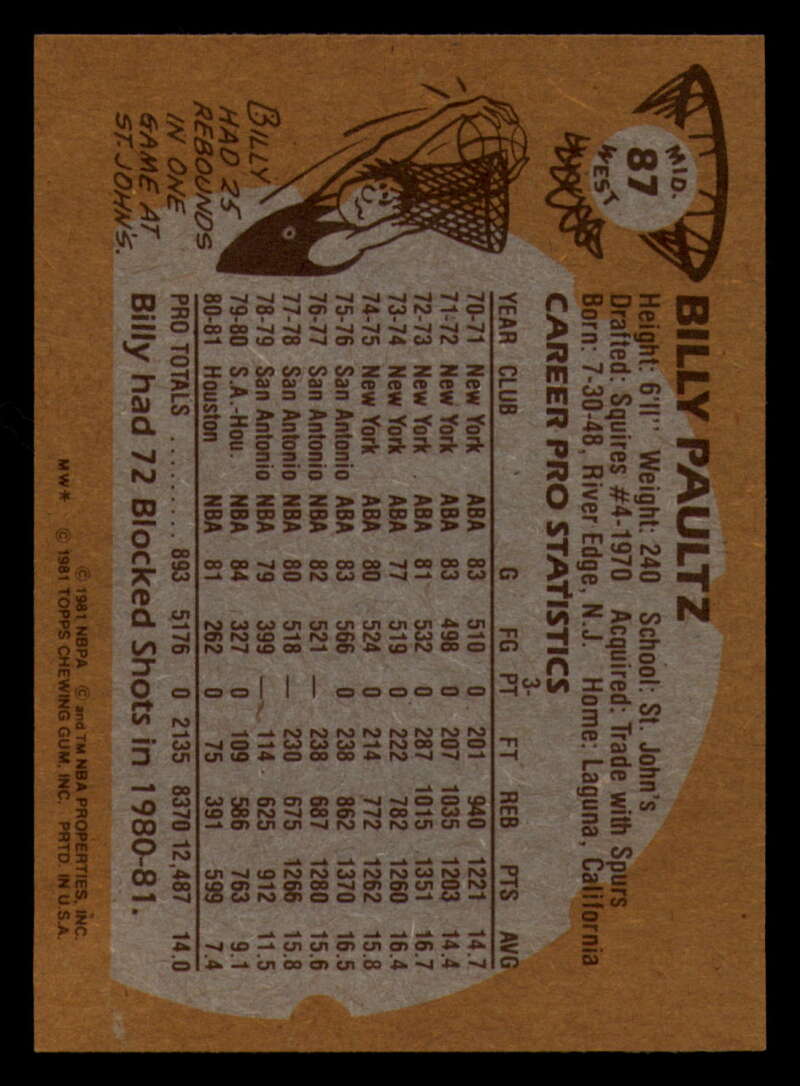 MID.
87
WEST
BILLY PAULTZ
Height: 6'11" Weight: 240 School: St. John's
Drafted: Squires #4-1970 Acquired: Trade with Spurs
Born: 7-30-48, River Edge, N.J. Home: Laguna, California
CAREER PRO STATISTICS
3-
YEAR CLUB G FG PT FT REB PTS AVG
70-71 New York ABA 83 510 0 201 940 1221 14.7
71-72 New York ABA 83 498 0 207 1035 1203 14.4
72-73 New York ABA 81 532 0 287 1015 1351 16.7
73-74 New York ABA 77 519 0 222 782 1260 16.4
74-75 New York ABA 80 524 0 214 772 1262 15.8
75-76 San Antonio ABA 83 566 0 238 862 1370 16.5
76-77 San Antonio NBA 82 521 — 238 687 1280 15.6
77-78 San Antonio NBA 80 518 — 230 675 1266 15.8
78-79 San Antonio NBA 79 399 — 114 625 912 11.5
79-80 S.A.-Hou. NBA 84 327 0 109 586 763 9.1
80-81 Houston NBA 81 262 0 75 391 599 7.4
PRO TOTALS ......... 893 5176 0 2135 8370 12,487 14.0
Billy had 72 Blocked Shots in 1980-81.
BILLY
HAD 25
REBOUNDS
IN ONE
GAME AT
ST. JOHN'S.
© 1981 NBPA © and TM NBA PROPERTIES, INC.
MW* © 1981 TOPPS CHEWING GUM, INC. PRTD. IN U.S.A.